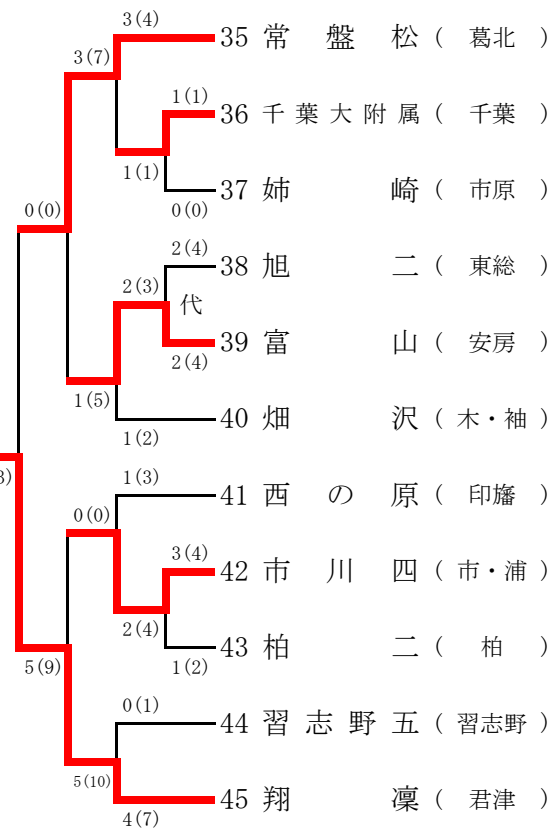 3(4)
35 常盤松 ( 葛北 )
3(7)
1(1)
36 千葉大附属 ( 千葉 )
1(1)
37 姉崎 ( 市原 )
0(0)
0(0)
2(4)
38 旭二 ( 東総 )
2(3)
代
39 富山 ( 安房 )
2(4)
1(5)
40 畑沢 ( 木・袖 )
1(2)
1(3)
41 西の原 ( 印旛 )
0(0)
3(4)
42 市川四 ( 市・浦 )
2(4)
43 柏二 ( 柏 )
1(2)
5(9)
0(1)
44 習志野五 ( 習志野 )
5(10)
45 翔凜 ( 君津 )
4(7)